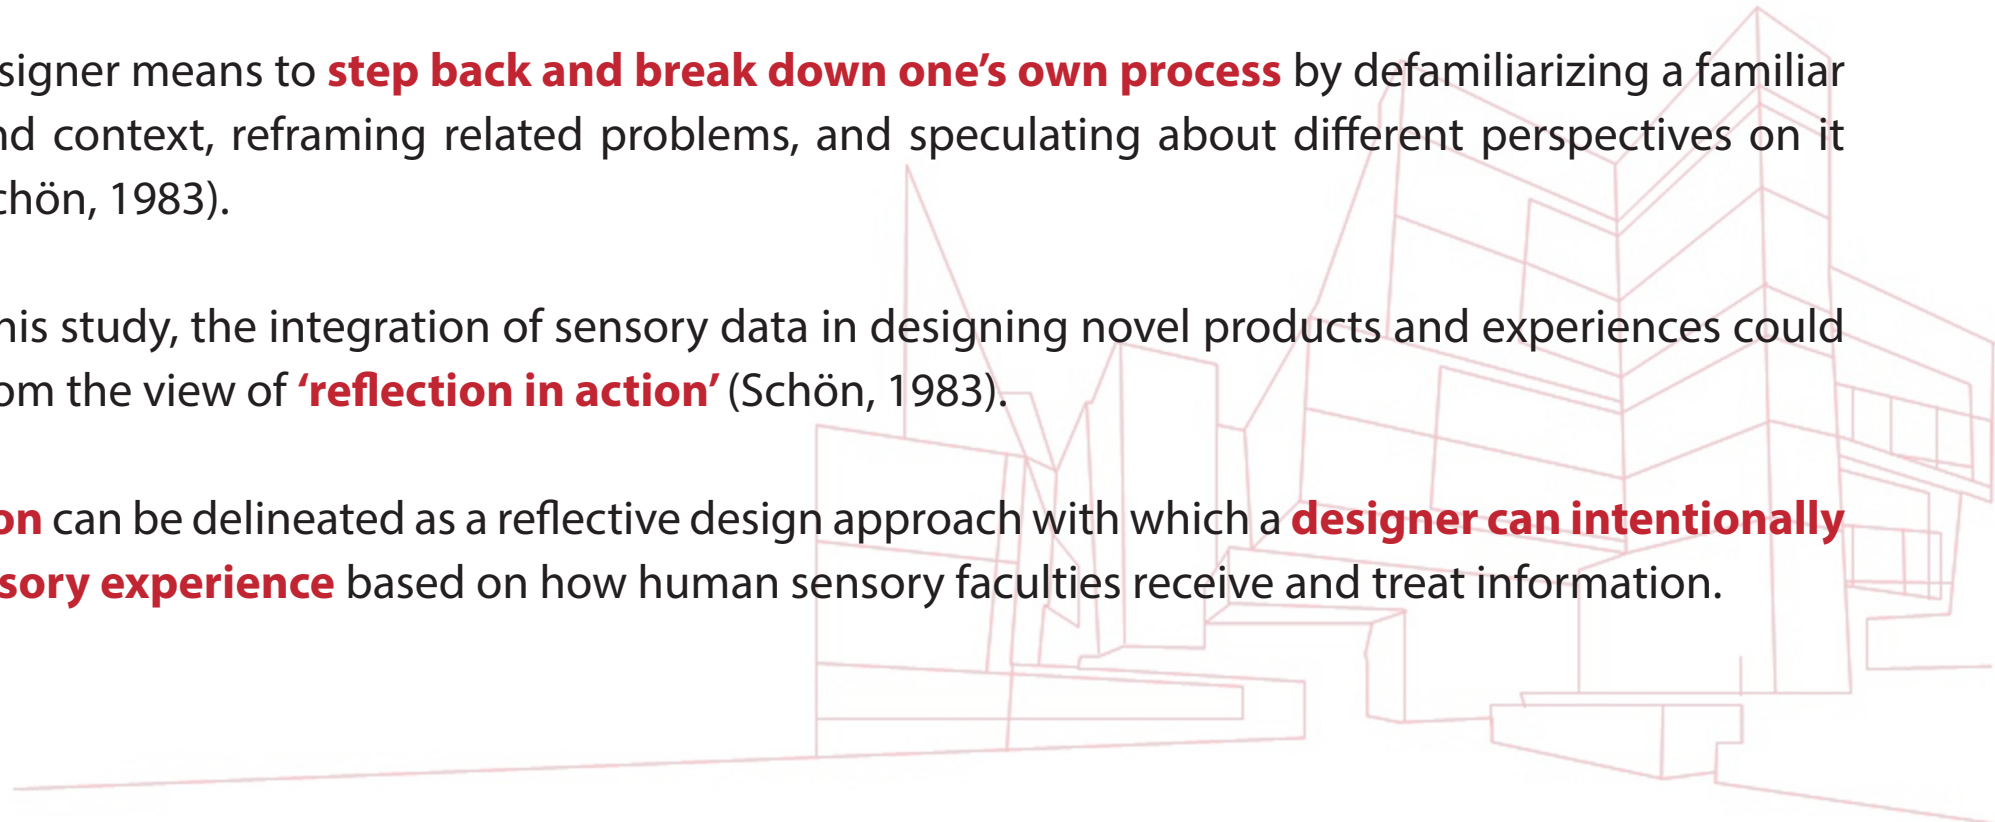 signer means to step back and break down one’s own process by defamiliarizing a familiar
nd context, reframing related problems, and speculating about different perspectives on it
chön, 1983).
his study, the integration of sensory data in designing novel products and experiences could
om the view of ‘reflection in action’ (Schön, 1983).
on can be delineated as a reflective design approach with which a designer can intentionally
sory experience based on how human sensory faculties receive and treat information.